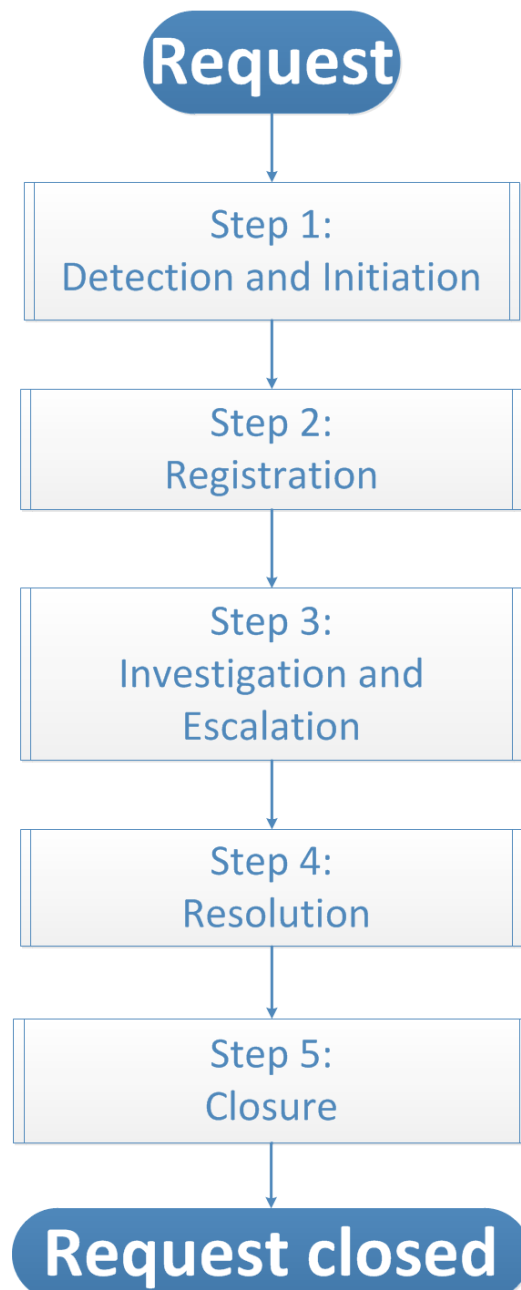 Request
Step 1:
Detection and Initiation
Step 2:
Registration
Step 3:
Investigation and
Escalation
Step 4:
Resolution
Step 5:
Closure
Request closed